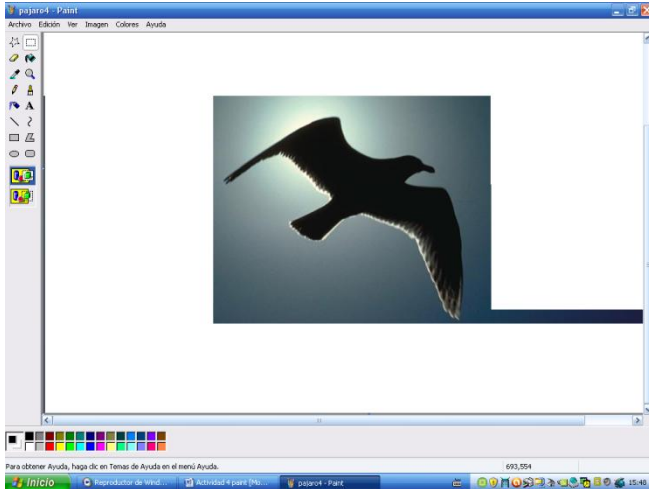 pajaro4 - Paint
Archivo Edición Ver Imagen Colores Ayuda
A
Para obtener Ayuda, haga clic en Temas de Ayuda en el menú Ayuda.
693,554
Inicio
Reproductor de Wind...
Actividad 4 paint [Mo...
pajaro4 - Paint
15:48